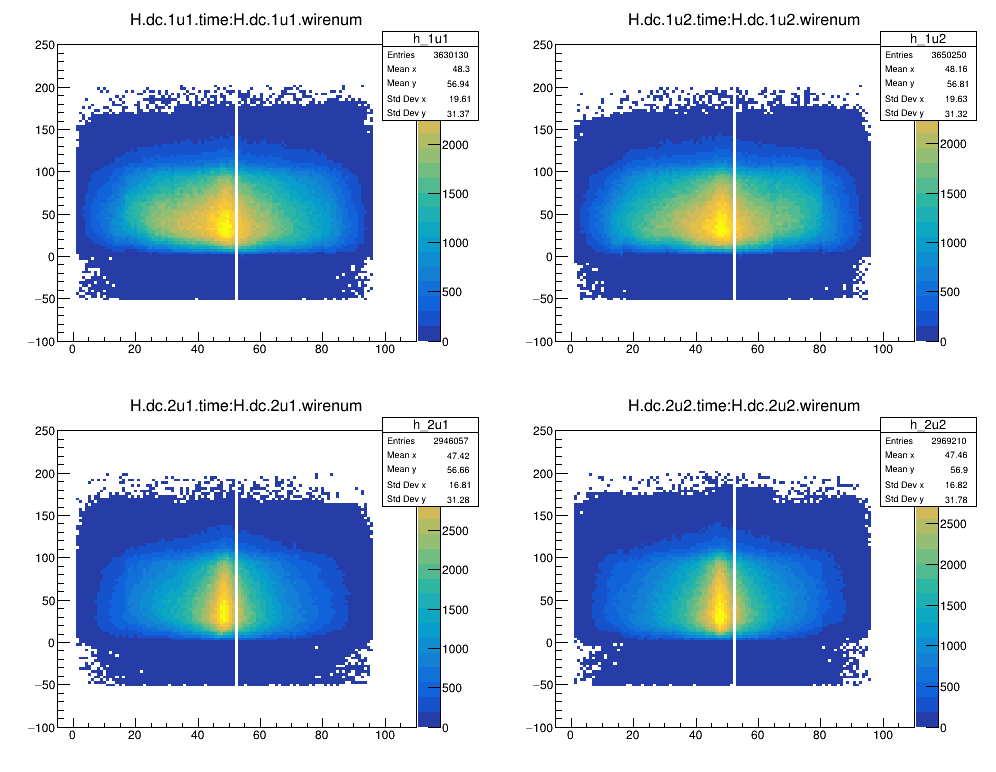 H.dc.1u1.time:H.dc.1u1.wirenum
h_1u1
Entries 3630130
Mean x 48.3
Mean y 56.94
Std Dev x 19.61
Std Dev y 31.37
250
200
150
100
50
0
−50
−100
0 20 40 60 80 100
2000
1500
1000
500
0
H.dc.1u2.time:H.dc.1u2.wirenum
h_1u2
Entries 3650250
Mean x 48.16
Mean y 56.81
Std Dev x 19.63
Std Dev y 31.32
250
200
150
100
50
0
−50
−100
0 20 40 60 80 100
2000
1500
1000
500
0
H.dc.2u1.time:H.dc.2u1.wirenum
h_2u1
Entries 2946057
Mean x 47.42
Mean y 56.66
Std Dev x 16.81
Std Dev y 31.28
250
200
150
100
50
0
−50
−100
0 20 40 60 80 100
2500
2000
1500
1000
500
0
H.dc.2u2.time:H.dc.2u2.wirenum
h_2u2
Entries 2969210
Mean x 47.46
Mean y 56.9
Std Dev x 16.82
Std Dev y 31.78
250
200
150
100
50
0
−50
−100
0 20 40 60 80 100
2500
2000
1500
1000
500
0